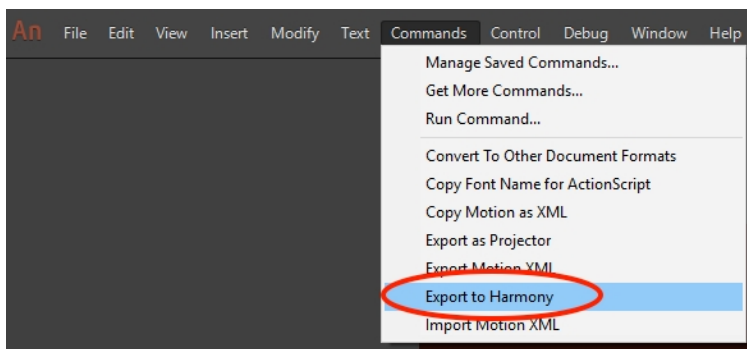 An File Edit View Insert Modify Text Commands Control Debug Window Help
Manage Saved Commands...
Get More Commands...
Run Command...
Convert To Other Document Formats
Copy Font Name for ActionScript
Copy Motion as XML
Export as Projector
Export Motion XML
Export to Harmony
Import Motion XML